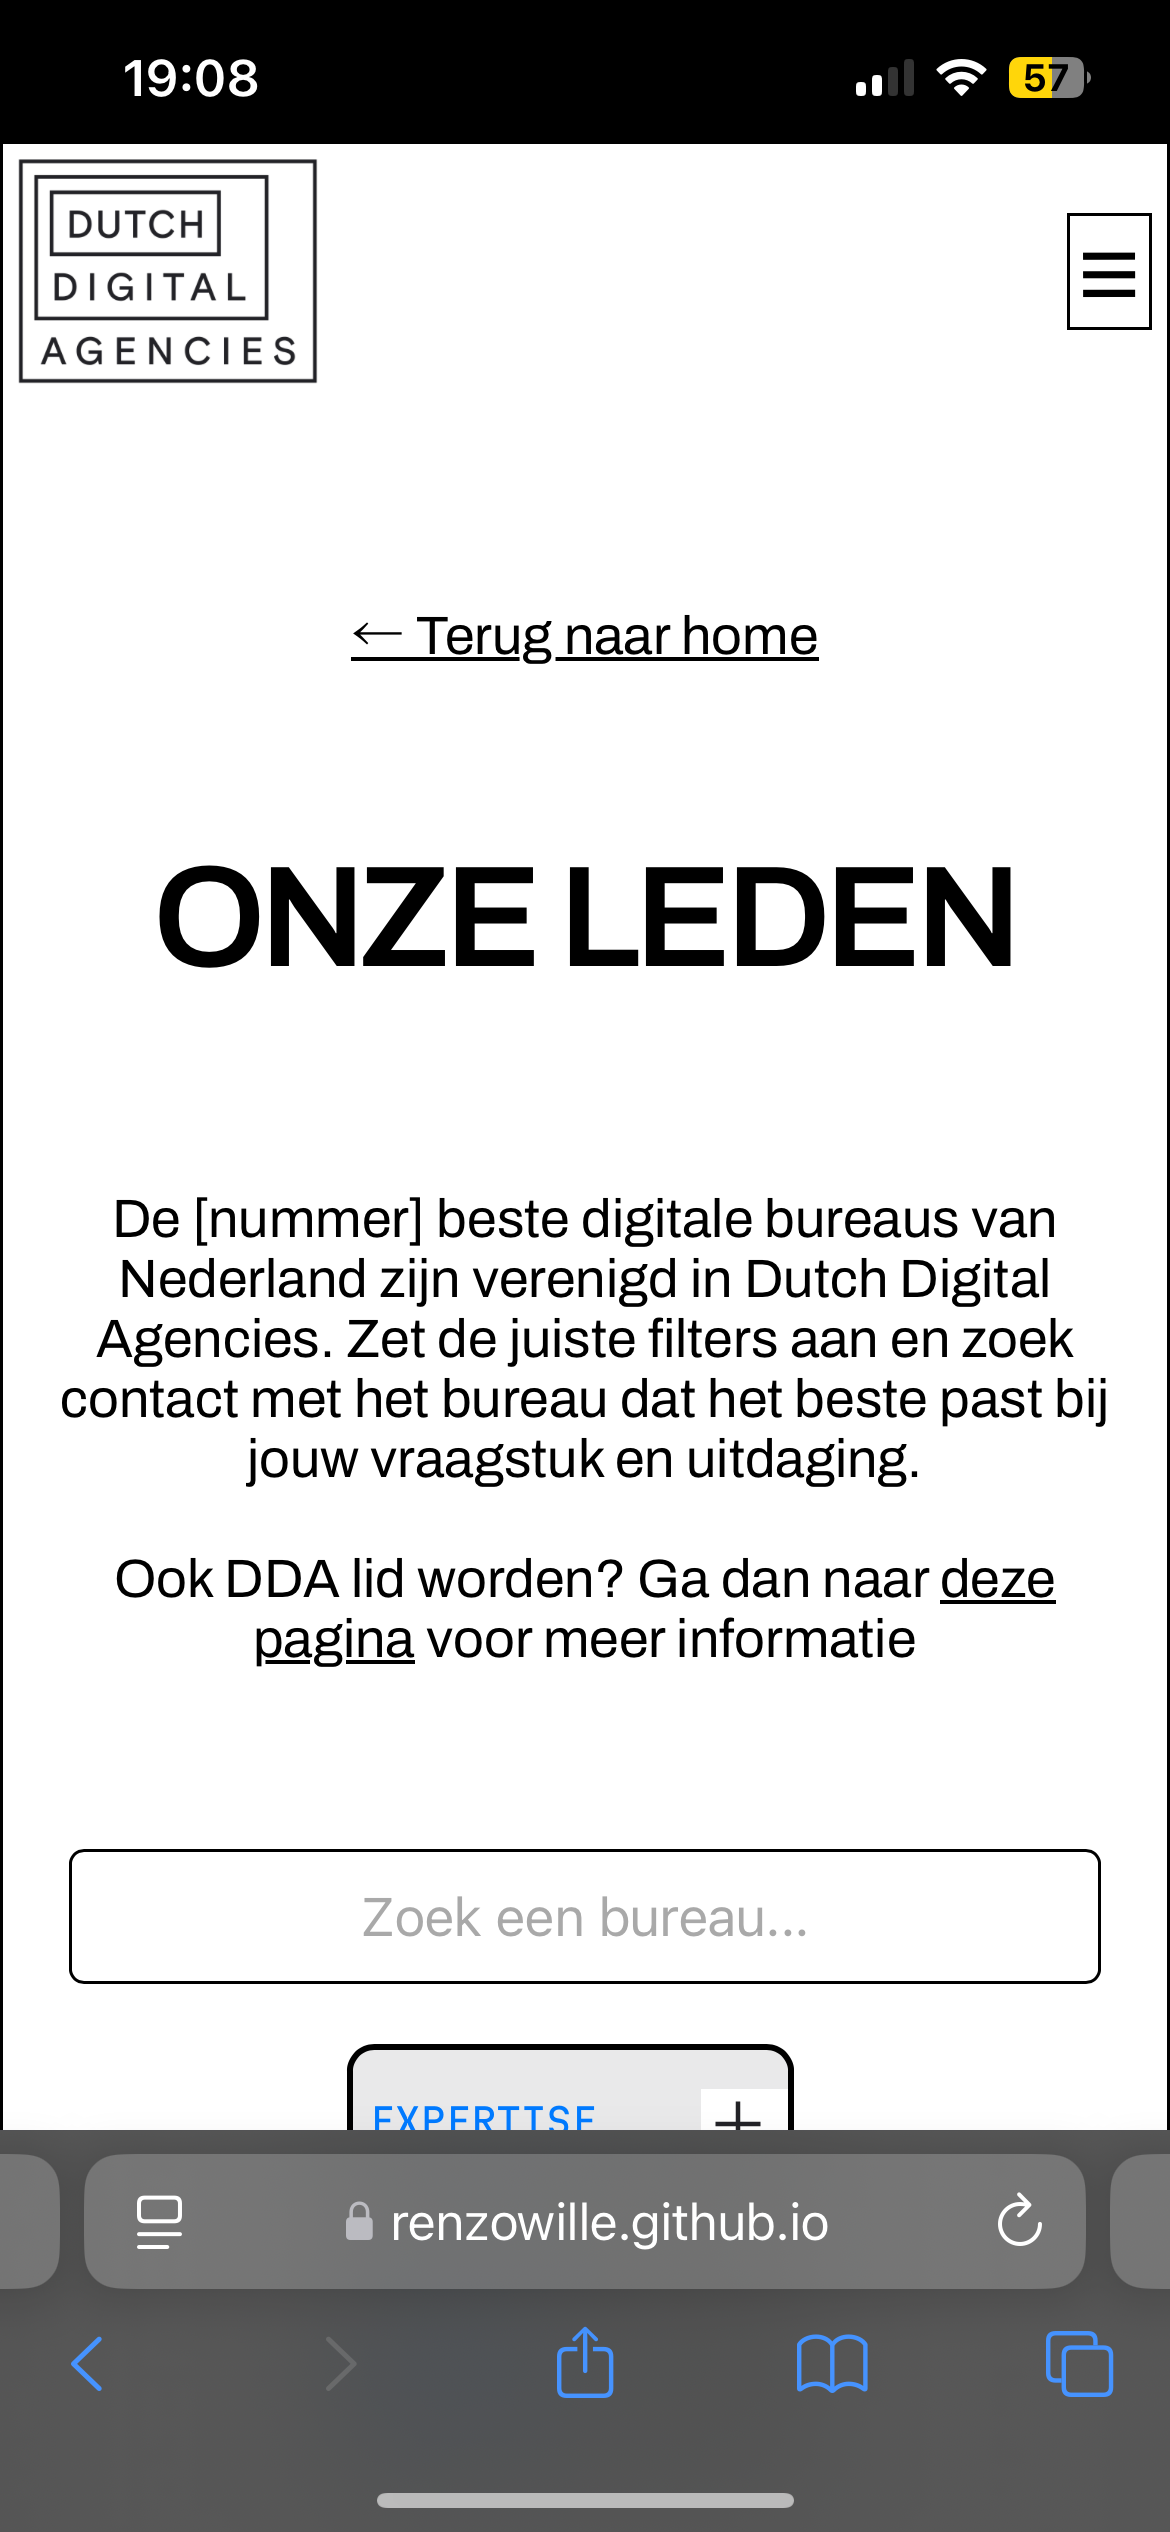 19:08
57
DUTCH
DIGITAL
AGENCIES
← Terug naar home
ONZE LEDEN
De [nummer] beste digitale bureaus van
Nederland zijn verenigd in Dutch Digital
Agencies. Zet de juiste filters aan en zoek
contact met het bureau dat het beste past bij
jouw vraagstuk en uitdaging.
Ook DDA lid worden? Ga dan naar deze
pagina voor meer informatie
Zoek een bureau...
EXPERTISE
renzowille.github.io